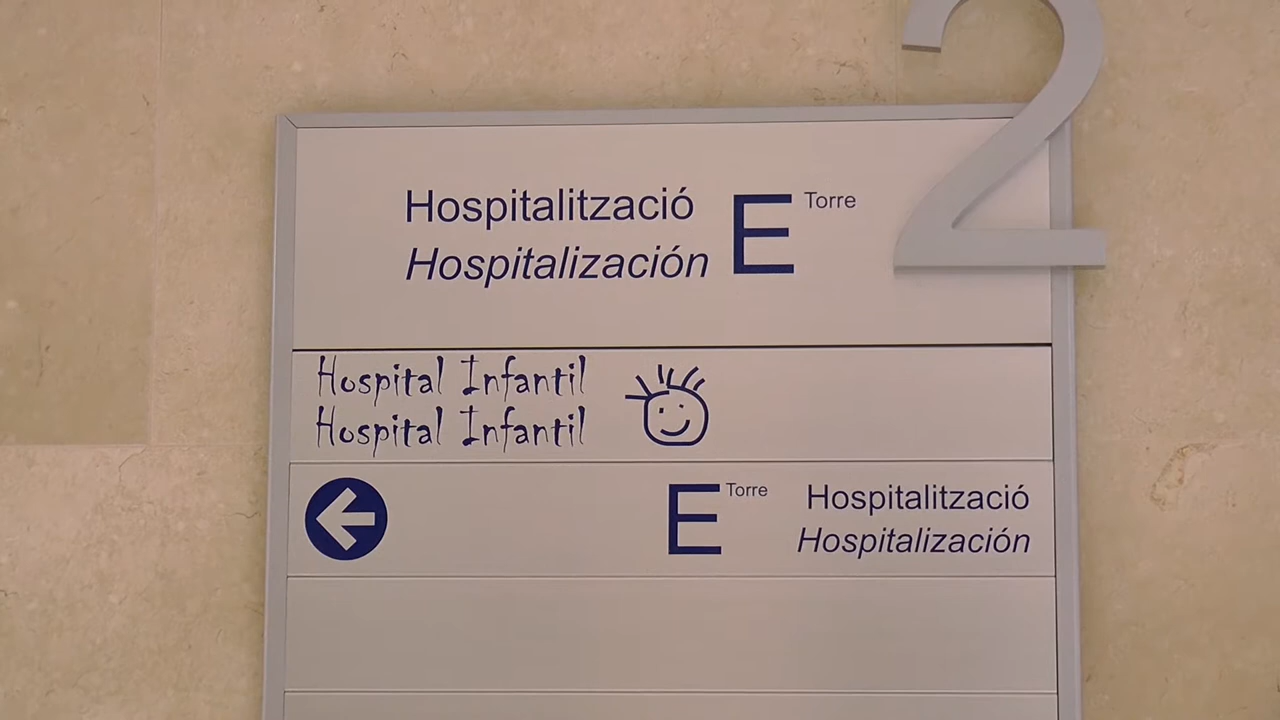 2
Hospitalització
Hospitalización
E Torre
Hospital Infantil
Hospital Infantil
E Torre
Hospitalització
Hospitalización